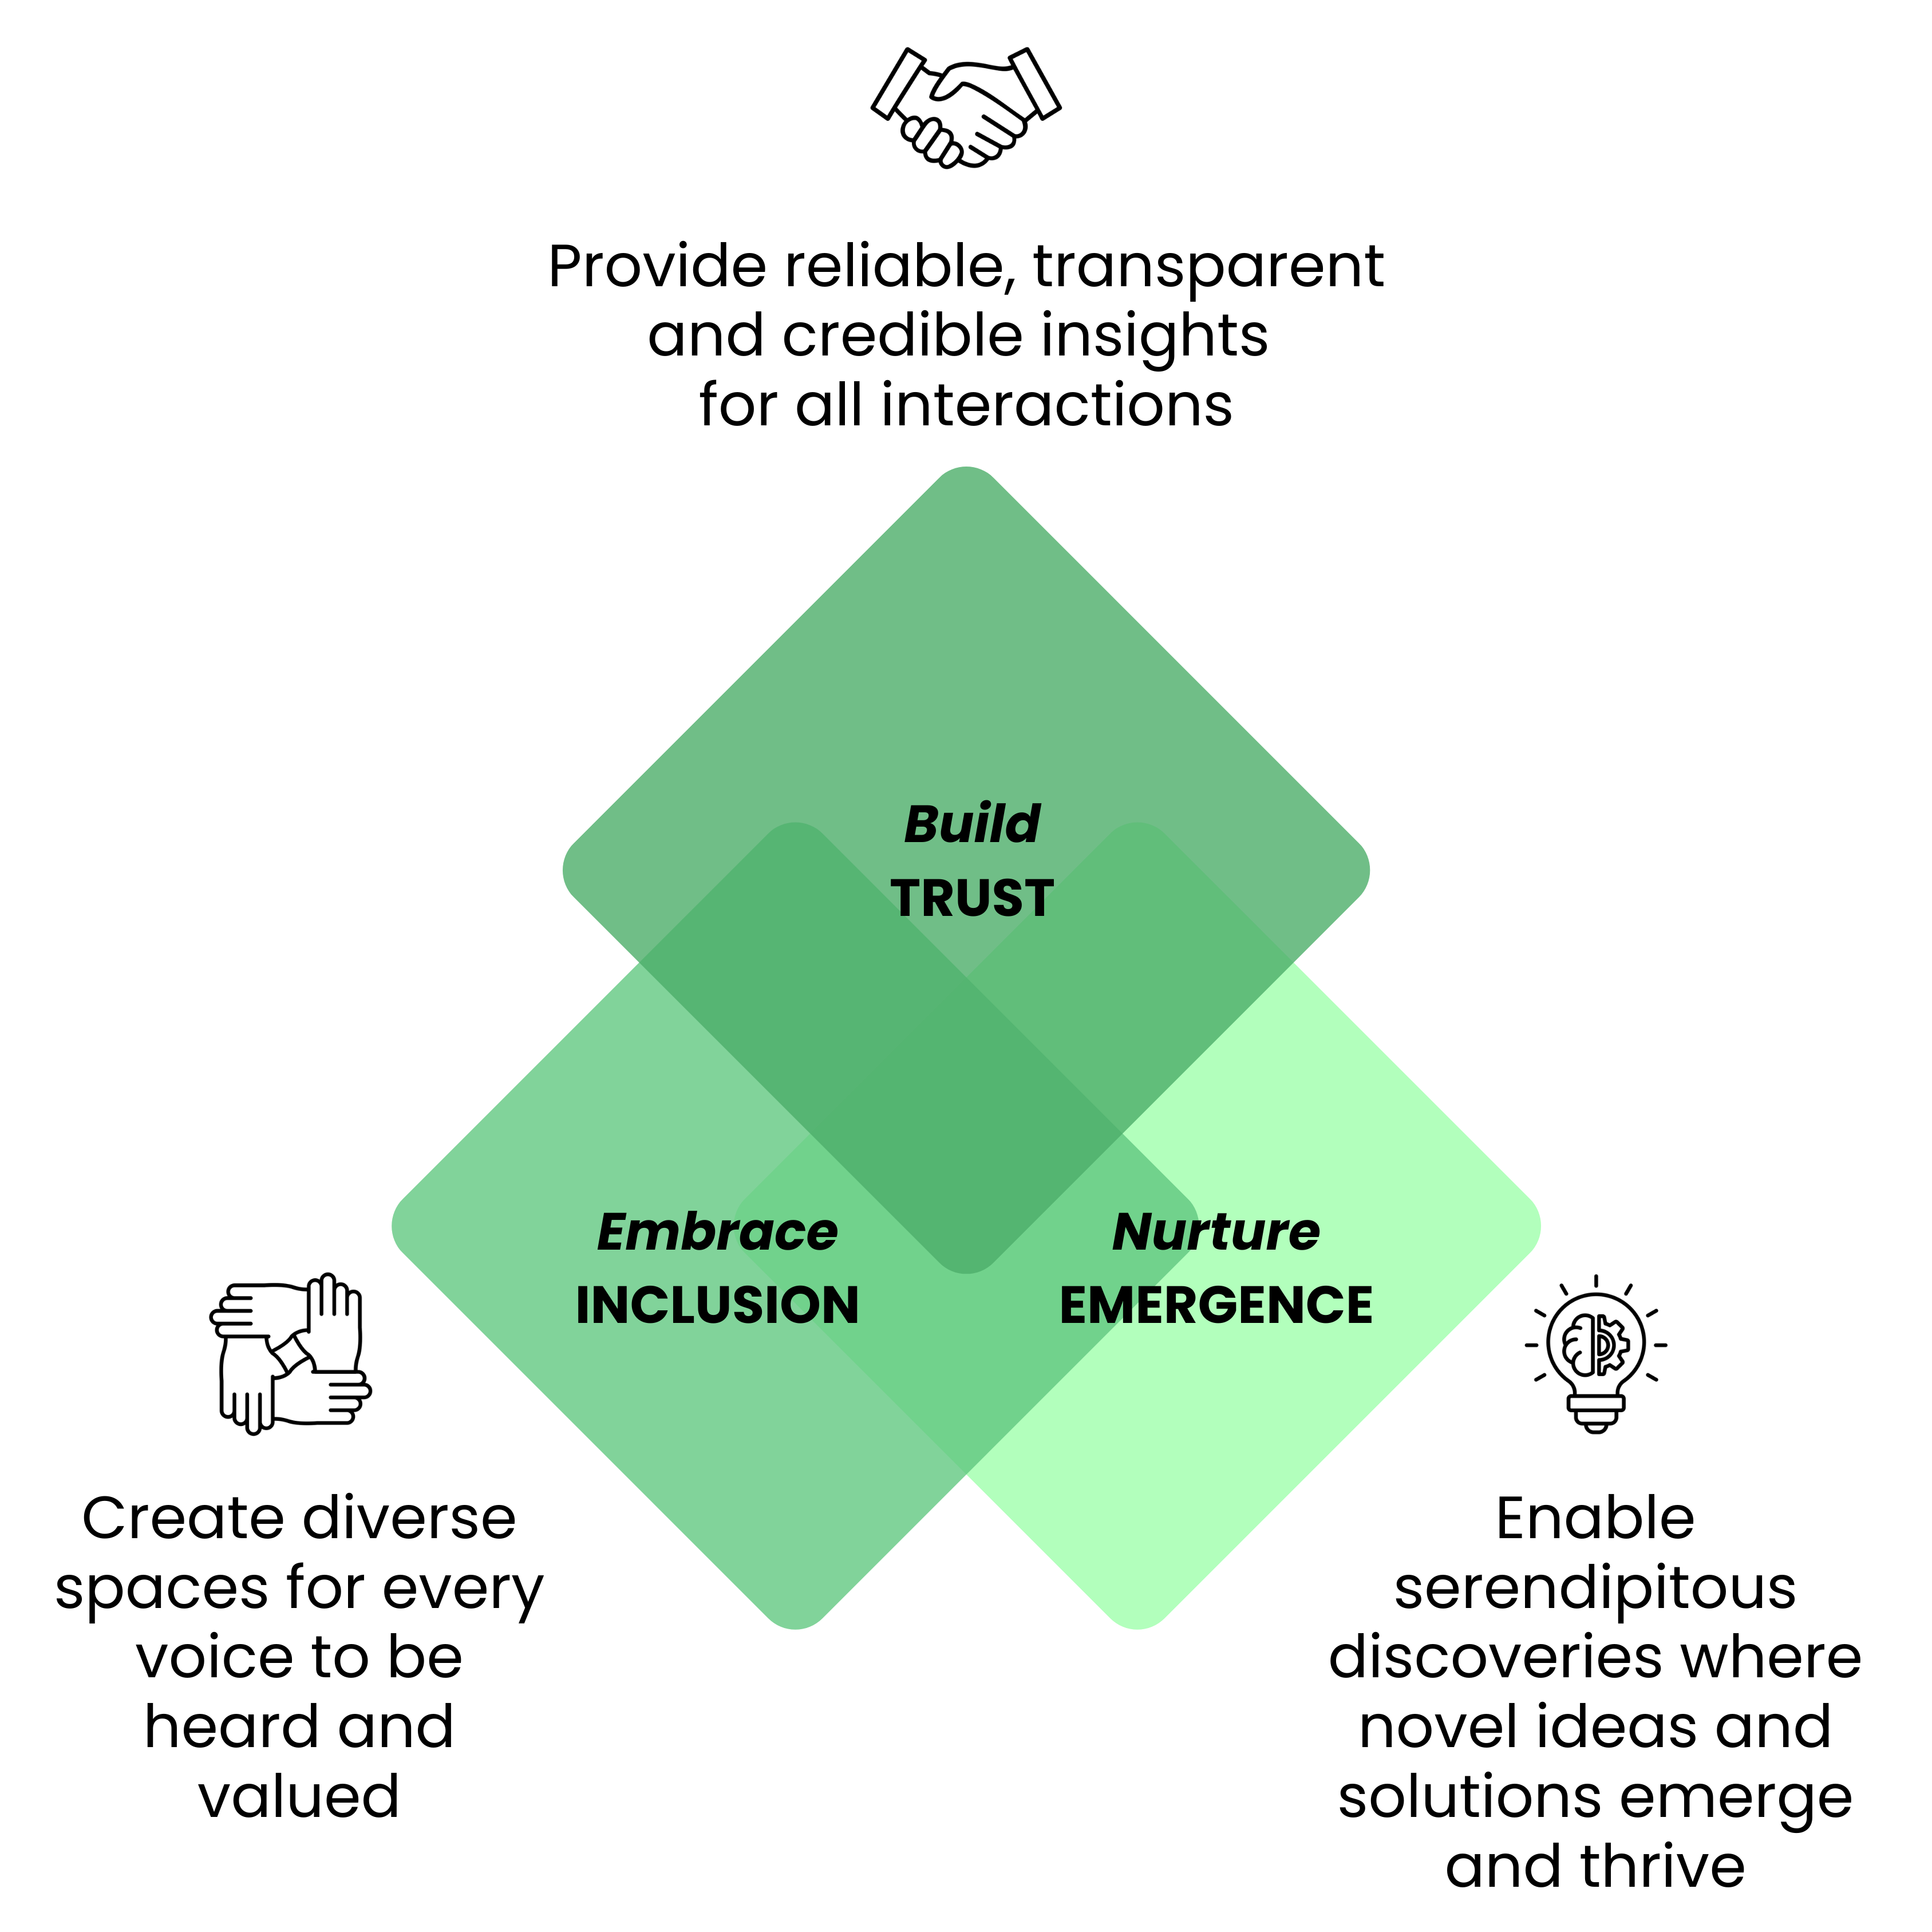 Provide reliable, transparent
and credible insights
for all interactions
Build
TRUST
Embrace
INCLUSION
Nurture
EMERGENCE
Create diverse
spaces for every
voice to be
heard and
valued
Enable
serendipitous
discoveries where
novel ideas and
solutions emerge
and thrive